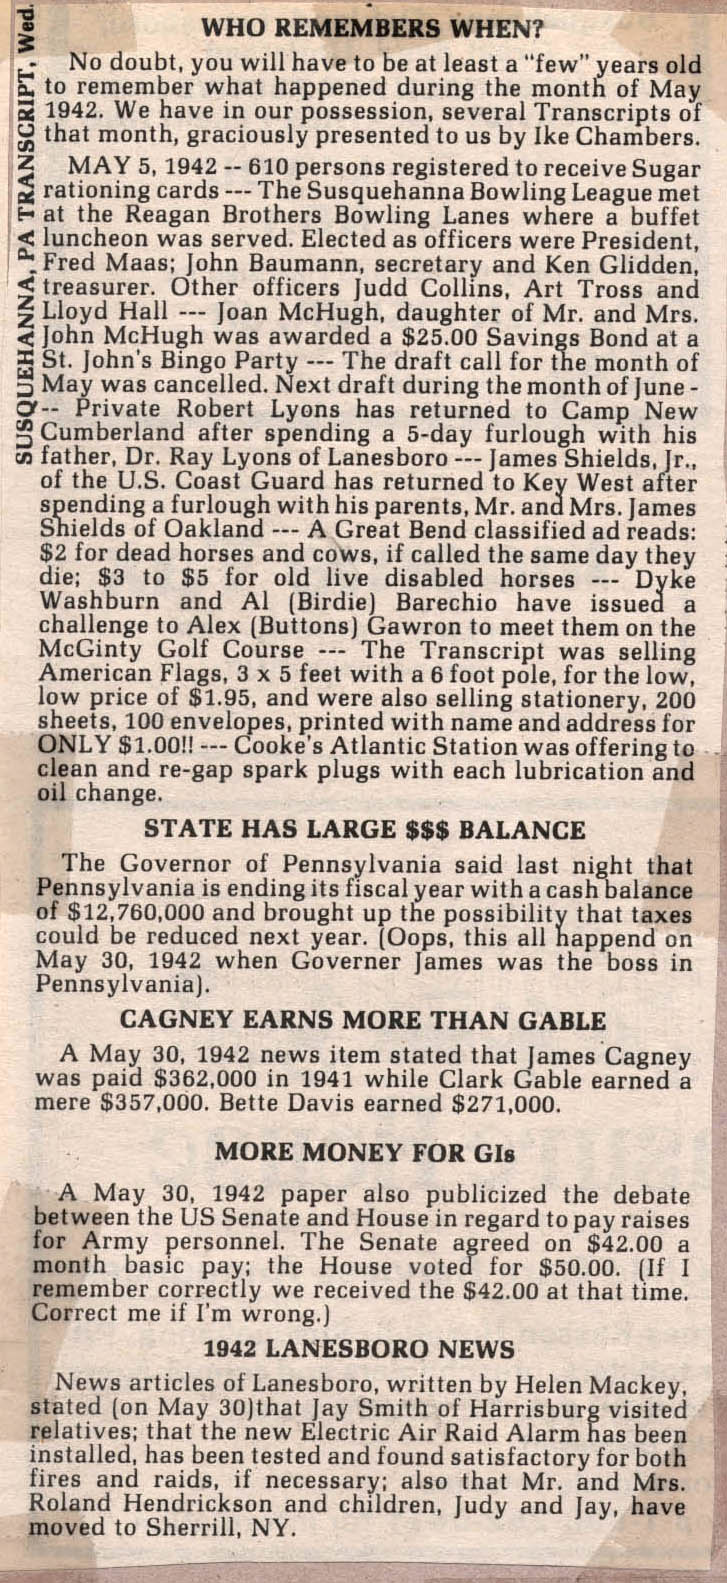 SUSQUEHANNA, PA TRANSCRIPT, Wed.
WHO REMEMBERS WHEN?
No doubt, you will have to be at least a "few" years old
to remember what happened during the month of May
1942. We have in our possession, several Transcripts of
that month, graciously presented to us by Ike Chambers.
MAY 5, 1942 -- 610 persons registered to receive Sugar
rationing cards --- The Susquehanna Bowling League met
at the Reagan Brothers Bowling Lanes where a buffet
luncheon was served. Elected as officers were President,
Fred Maas; John Baumann, secretary and Ken Glidden,
treasurer. Other officers Judd Collins, Art Tross and
Lloyd Hall --- Joan McHugh, daughter of Mr. and Mrs.
John McHugh was awarded a $25.00 Savings Bond at a
St. John's Bingo Party --- The draft call for the month of
May was cancelled. Next draft during the month of June -
-- Private Robert Lyons has returned to Camp New
Cumberland after spending a 5-day furlough with his
father, Dr. Ray Lyons of Lanesboro --- James Shields, Jr.,
of the U.S. Coast Guard has returned to Key West after
spending a furlough with his parents, Mr. and Mrs. James
Shields of Oakland --- A Great Bend classified ad reads:
$2 for dead horses and cows, if called the same day they
die; $3 to $5 for old live disabled horses --- Dyke
Washburn and Al (Birdie) Barechio have issued a
challenge to Alex (Buttons) Gawron to meet them on the
McGinty Golf Course --- The Transcript was selling
American Flags, 3 x 5 feet with a 6 foot pole, for the low,
low price of $1.95, and were also selling stationery, 200
sheets, 100 envelopes, printed with name and address for
ONLY $1.00!! --- Cooke's Atlantic Station was offering to
clean and re-gap spark plugs with each lubrication and
oil change.
STATE HAS LARGE $$$ BALANCE
The Governor of Pennsylvania said last night that
Pennsylvania is ending its fiscal year with a cash balance
of $12,760,000 and brought up the possibility that taxes
could be reduced next year. (Oops, this all happend on
May 30, 1942 when Governer James was the boss in
Pennsylvania).
CAGNEY EARNS MORE THAN GABLE
A May 30, 1942 news item stated that James Cagney
was paid $362,000 in 1941 while Clark Gable earned a
mere $357,000. Bette Davis earned $271,000.
MORE MONEY FOR GIs
A May 30, 1942 paper also publicized the debate
between the US Senate and House in regard to pay raises
for Army personnel. The Senate agreed on $42.00 a
month basic pay; the House voted for $50.00. (If I
remember correctly we received the $42.00 at that time.
Correct me if I'm wrong.)
1942 LANESBORO NEWS
News articles of Lanesboro, written by Helen Mackey,
stated (on May 30)that Jay Smith of Harrisburg visited
relatives; that the new Electric Air Raid Alarm has been
installed, has been tested and found satisfactory for both
fires and raids, if necessary; also that Mr. and Mrs.
Roland Hendrickson and children, Judy and Jay, have
moved to Sherrill, NY.